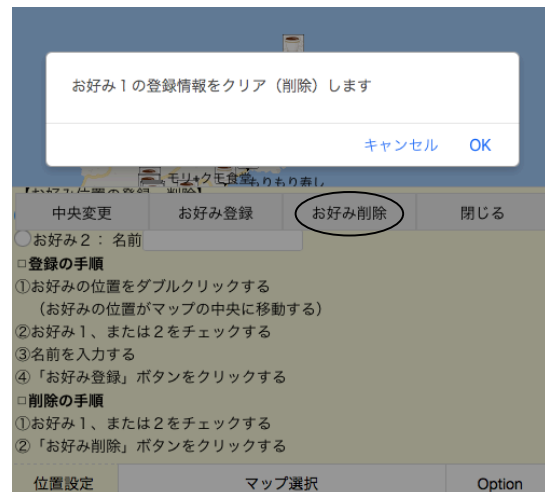 お好み１の登録情報をクリア（削除）します
キャンセル OK
モリ・クモ食堂
もりもり寿し
中央変更 お好み登録 お好み削除 閉じる
お好み２： 名前
□登録の手順
①お好みの位置をダブルクリックする
（お好みの位置がマップの中央に移動する）
②お好み１、または２をチェックする
③名前を入力する
④「お好み登録」ボタンをクリックする
□削除の手順
①お好み１、または２をチェックする
②「お好み削除」ボタンをクリックする
位置設定 マップ選択 Option